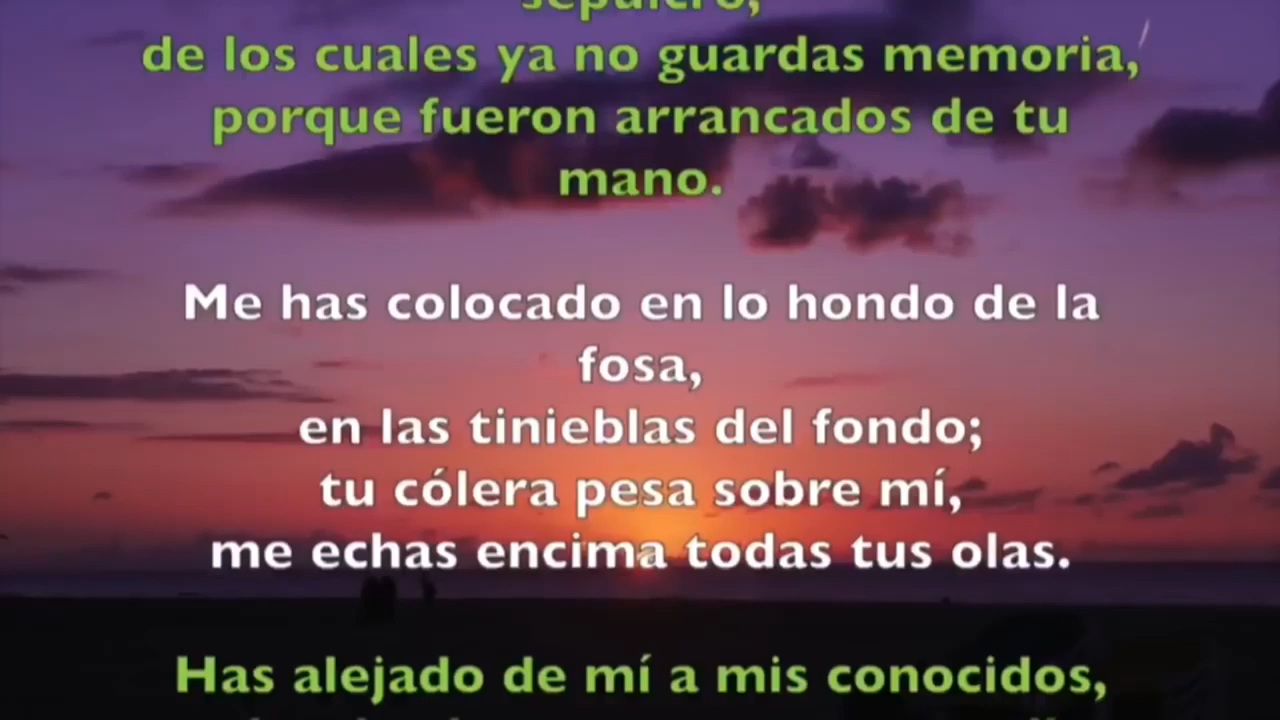 sepulcro,
de los cuales ya no guardas memoria,
porque fueron arrancados de tu
mano.
Me has colocado en lo hondo de la
fosa,
en las tinieblas del fondo;
tu cólera pesa sobre mí,
me echas encima todas tus olas.
Has alejado de mí a mis conocidos,